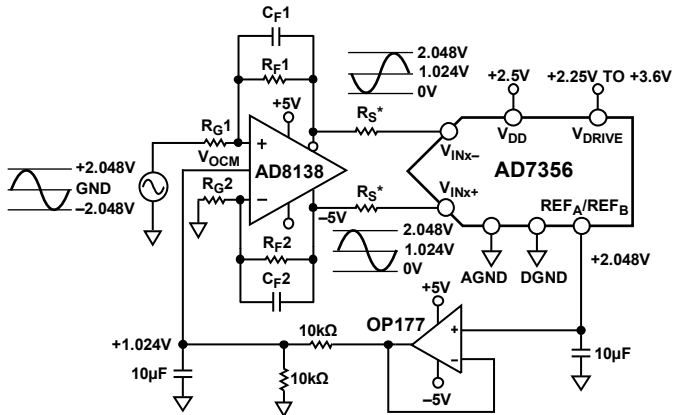 CF1
RF1
+5V
2.048V
1.024V
0V
+2.5V
+2.25V TO +3.6V
RG1
RS*
VDD
VDRIVE
+
VOCM
AD8138
VINx–
AD7356
+2.048V
GND
–2.048V
RG2
–
RS*
VINx+
REFA/REFB
–5V
RF2
2.048V
1.024V
0V
AGND
DGND
CF2
+2.048V
+5V
OP177
10kΩ
+
–
+1.024V
10µF
10kΩ
–5V
10µF